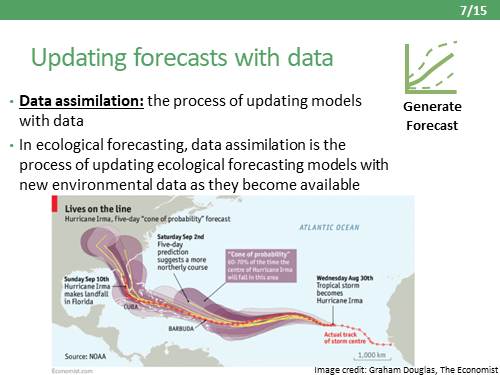 7/15
Updating forecasts with data
• Data assimilation: the process of updating models
with data
• In ecological forecasting, data assimilation is the
process of updating ecological forecasting models with
new environmental data as they become available
Generate
Forecast
Lives on the line
Hurricane Irma, five-day "cone of probability" forecast
Saturday Sep 2nd
Five-day
prediction
suggests a more
northerly course
ATLANTIC OCEAN
"Cone of probability"
60-70% of the time the
centre of Hurricane Irma
will fall in this area
Sunday Sep 10th
Hurricane Irma
makes landfall
in Florida
Wednesday Aug 30th
Tropical storm
becomes
Hurricane Irma
CUBA
BARBUDA
Actual track
of storm centre
Source: NOAA
1,000 km
Economist.com
Image credit: Graham Douglas, The Economist